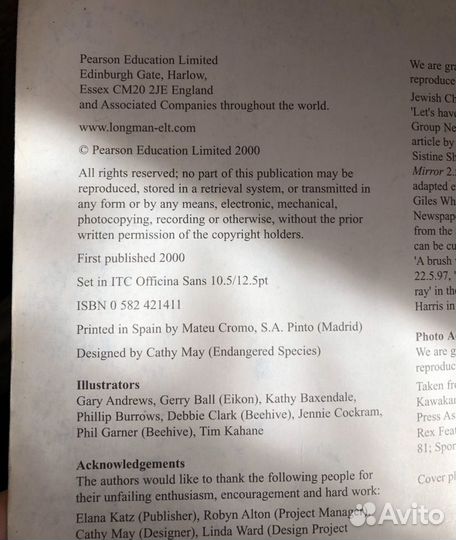 Pearson Education Limited
Edinburgh Gate, Harlow,
Essex CM20 2JE England
and Associated Companies throughout the world.
www.longman-elt.com
© Pearson Education Limited 2000
All rights reserved; no part of this publication may be
reproduced, stored in a retrieval system, or transmitted in
any form or by any means, electronic, mechanical,
photocopying, recording or otherwise, without the prior
written permission of the copyright holders.
First published 2000
Set in ITC Officina Sans 10.5/12.5pt
ISBN 0 582 421411
Printed in Spain by Mateu Cromo, S.A. Pinto (Madrid)
Designed by Cathy May (Endangered Species)
Illustrators
Gary Andrews, Gerry Ball (Eikon), Kathy Baxendale,
Phillip Burrows, Debbie Clark (Beehive), Jennie Cockram,
Phil Garner (Beehive), Tim Kahane
Acknowledgements
The authors would like to thank the following people for
their unfailing enthusiasm, encouragement and hard work:
Elana Katz (Publisher), Robyn Alton (Project Manager),
Cathy May (Designer), Linda Ward (Design Project
We are gra
reproduce
Jewish Ch
'Let's have
Group Ne
article by
Sistine Sh
Mirror 2.
adapted e
Giles Wh
Newspape
from the
can be cu
'A brush
22.5.97, '
ray' in the
Harris in
Photo A
We are g
reproduc
Taken fr
Kawakar
Press As
Rex Feat
81; Spor
Cover pl
Avito